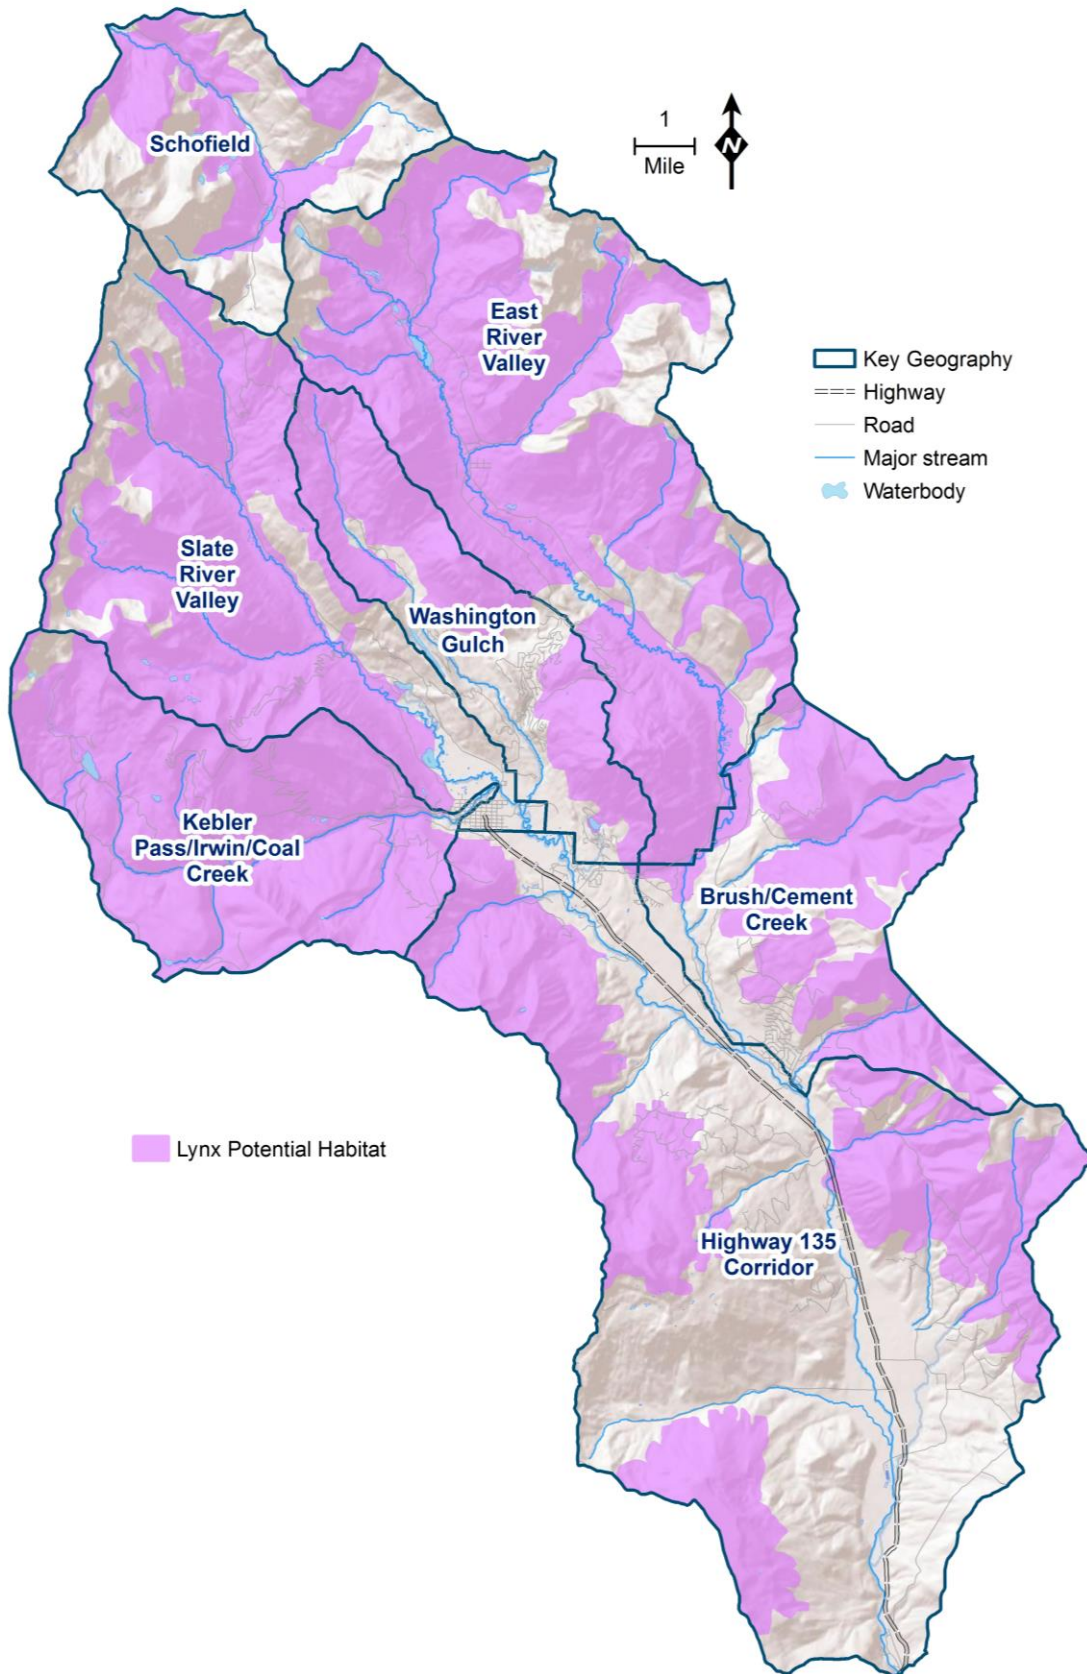 Schofield
1
Mile
N
East
River
Valley
Key Geography
Highway
Road
Major stream
Waterbody
Slate
River
Valley
Washington
Gulch
Kebler
Pass/Irwin/Coal
Creek
Brush/Cement
Creek
Lynx Potential Habitat
Highway 135
Corridor